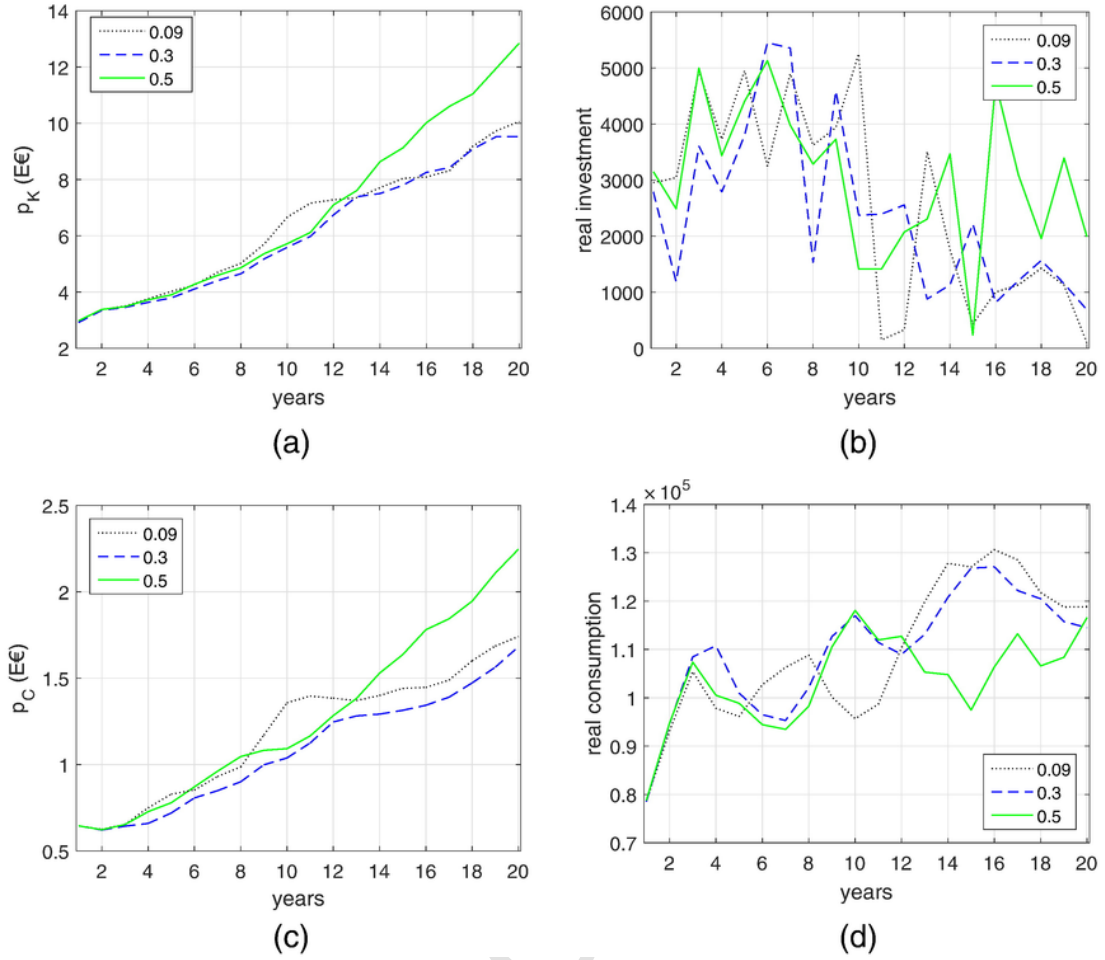 14
12
10
8
6
4
2
p_K (E€)
0.09
0.3
0.5
2 4 6 8 10 12 14 16 18 20
years
(a)
6000
5000
4000
3000
2000
1000
0
real investment
0.09
0.3
0.5
2 4 6 8 10 12 14 16 18 20
years
(b)
2.5
2
1.5
1
0.5
p_C (E€)
0.09
0.3
0.5
2 4 6 8 10 12 14 16 18 20
years
(c)
×10^5
1.4
1.3
1.2
1.1
1
0.9
0.8
0.7
real consumption
0.09
0.3
0.5
2 4 6 8 10 12 14 16 18 20
years
(d)